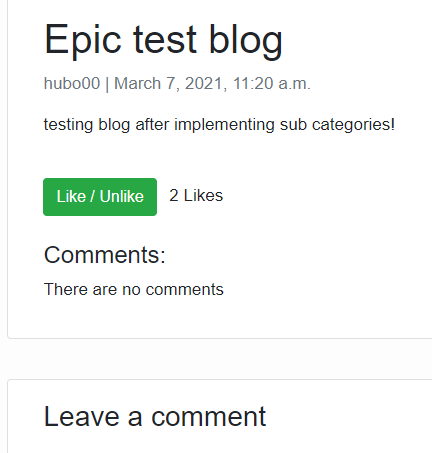 Epic test blog
hubo00 | March 7, 2021, 11:20 a.m.
testing blog after implementing sub categories!
Like / Unlike 2 Likes
Comments:
There are no comments
Leave a comment